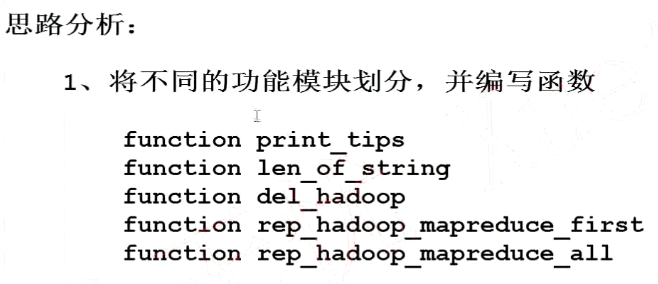 思路分析：
1、将不同的功能模块划分，并编写函数
function print_tips
function len_of_string
function del_hadoop
function rep_hadoop_mapreduce_first
function rep_hadoop_mapreduce_all